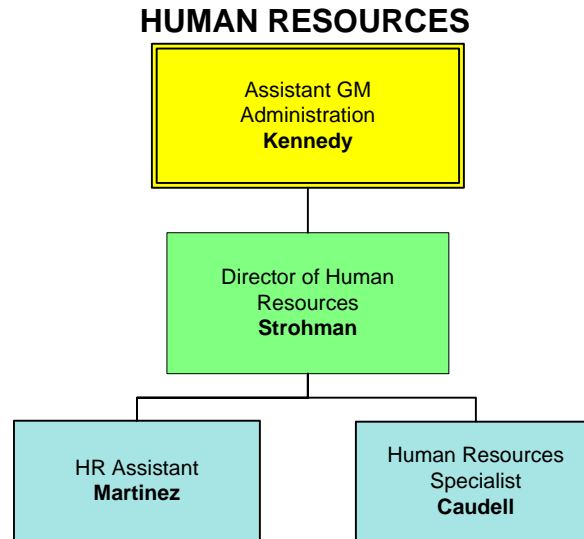 HUMAN RESOURCES
Assistant GM
Administration
Kennedy
Director of Human
Resources
Strohman
HR Assistant
Martinez
Human Resources
Specialist
Caudell